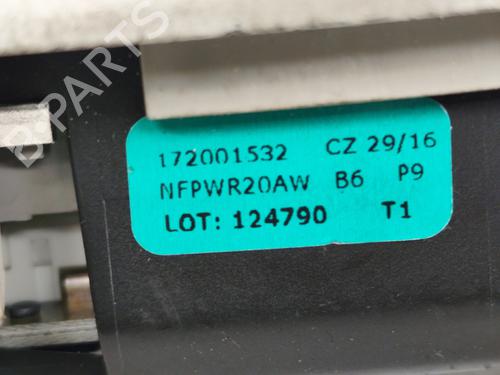 B-PARTS
172001532 CZ 29/16
NFPWR20AW B6 P9
LOT: 124790 T1